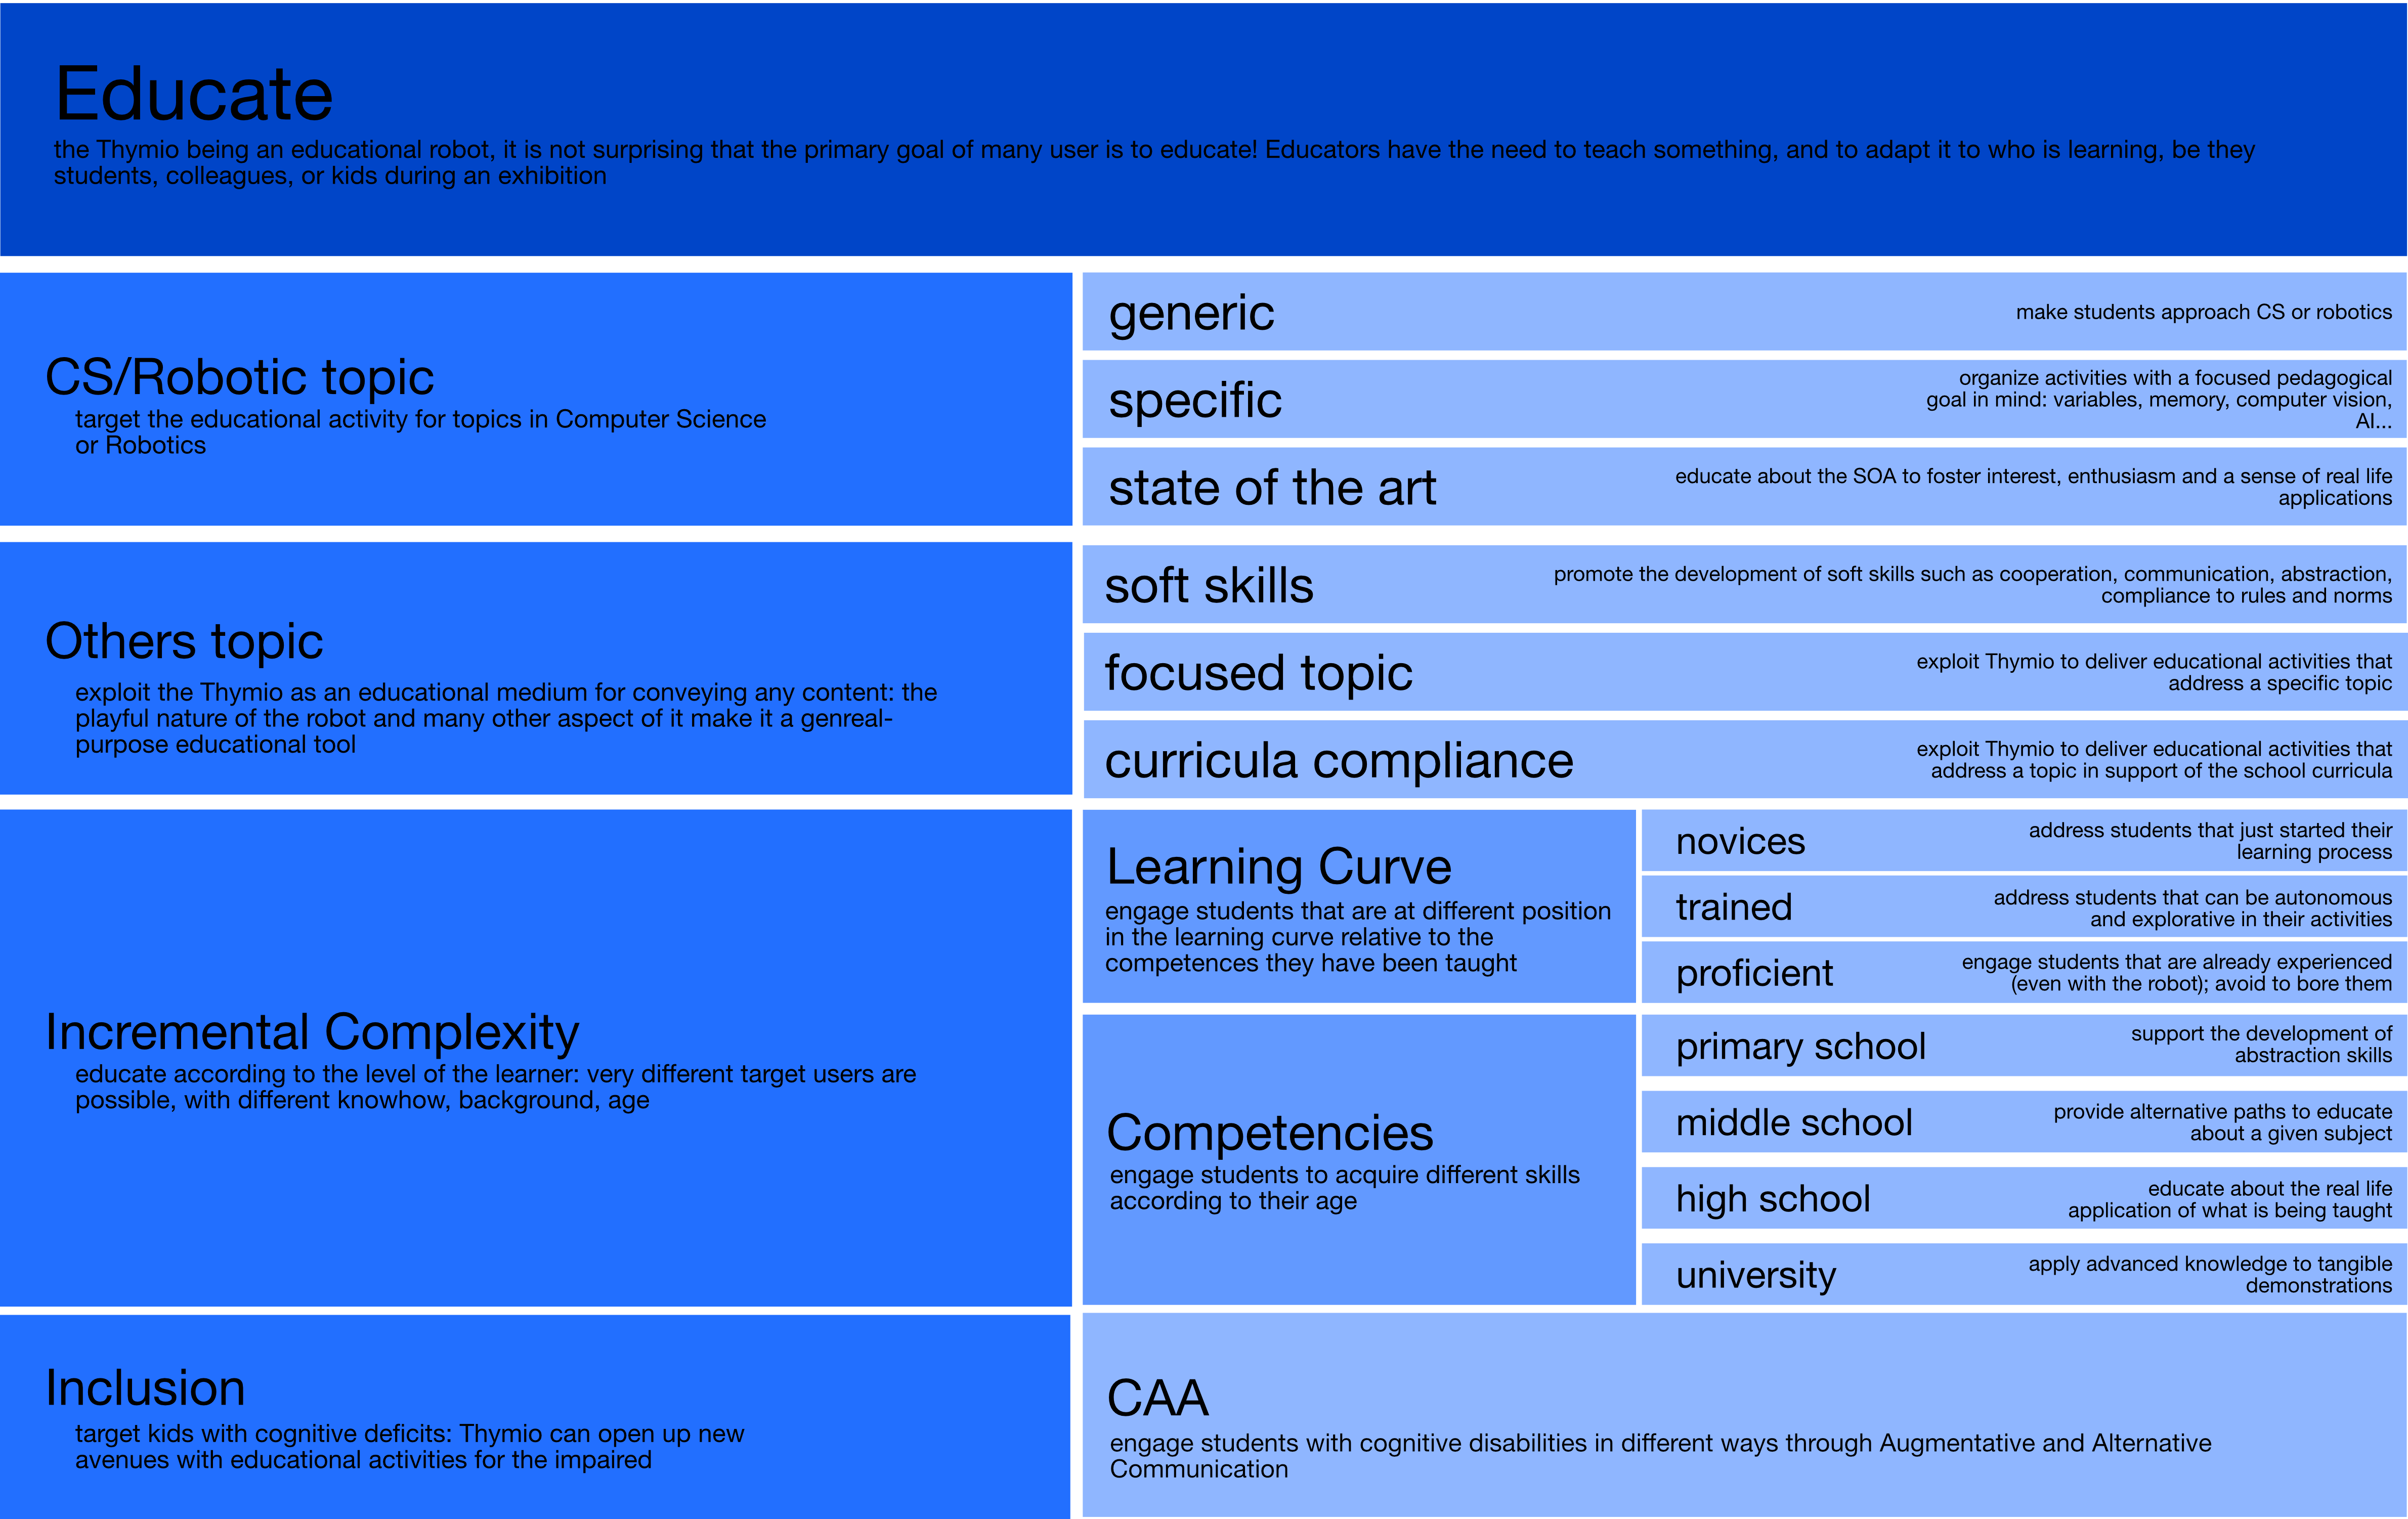 Educate
the Thymio being an educational robot, it is not surprising that the primary goal of many user is to educate! Educators have the need to teach something, and to adapt it to who is learning, be they
students, colleagues, or kids during an exhibition
CS/Robotic topic
target the educational activity for topics in Computer Science
or Robotics
generic
make students approach CS or robotics
specific
organize activities with a focused pedagogical
goal in mind: variables, memory, computer vision,
AI...
state of the art
educate about the SOA to foster interest, enthusiasm and a sense of real life
applications
Others topic
exploit the Thymio as an educational medium for conveying any content: the
playful nature of the robot and many other aspect of it make it a genreal-
purpose educational tool
soft skills
promote the development of soft skills such as cooperation, communication, abstraction,
compliance to rules and norms
focused topic
exploit Thymio to deliver educational activities that
address a specific topic
curricula compliance
exploit Thymio to deliver educational activities that
address a topic in support of the school curricula
Incremental Complexity
educate according to the level of the learner: very different target users are
possible, with different knowhow, background, age
Learning Curve
engage students that are at different position
in the learning curve relative to the
competences they have been taught
novices
address students that just started their
learning process
trained
address students that can be autonomous
and explorative in their activities
proficient
engage students that are already experienced
(even with the robot); avoid to bore them
Competencies
engage students to acquire different skills
according to their age
primary school
support the development of
abstraction skills
middle school
provide alternative paths to educate
about a given subject
high school
educate about the real life
application of what is being taught
university
apply advanced knowledge to tangible
demonstrations
Inclusion
target kids with cognitive deficits: Thymio can open up new
avenues with educational activities for the impaired
CAA
engage students with cognitive disabilities in different ways through Augmentative and Alternative
Communication